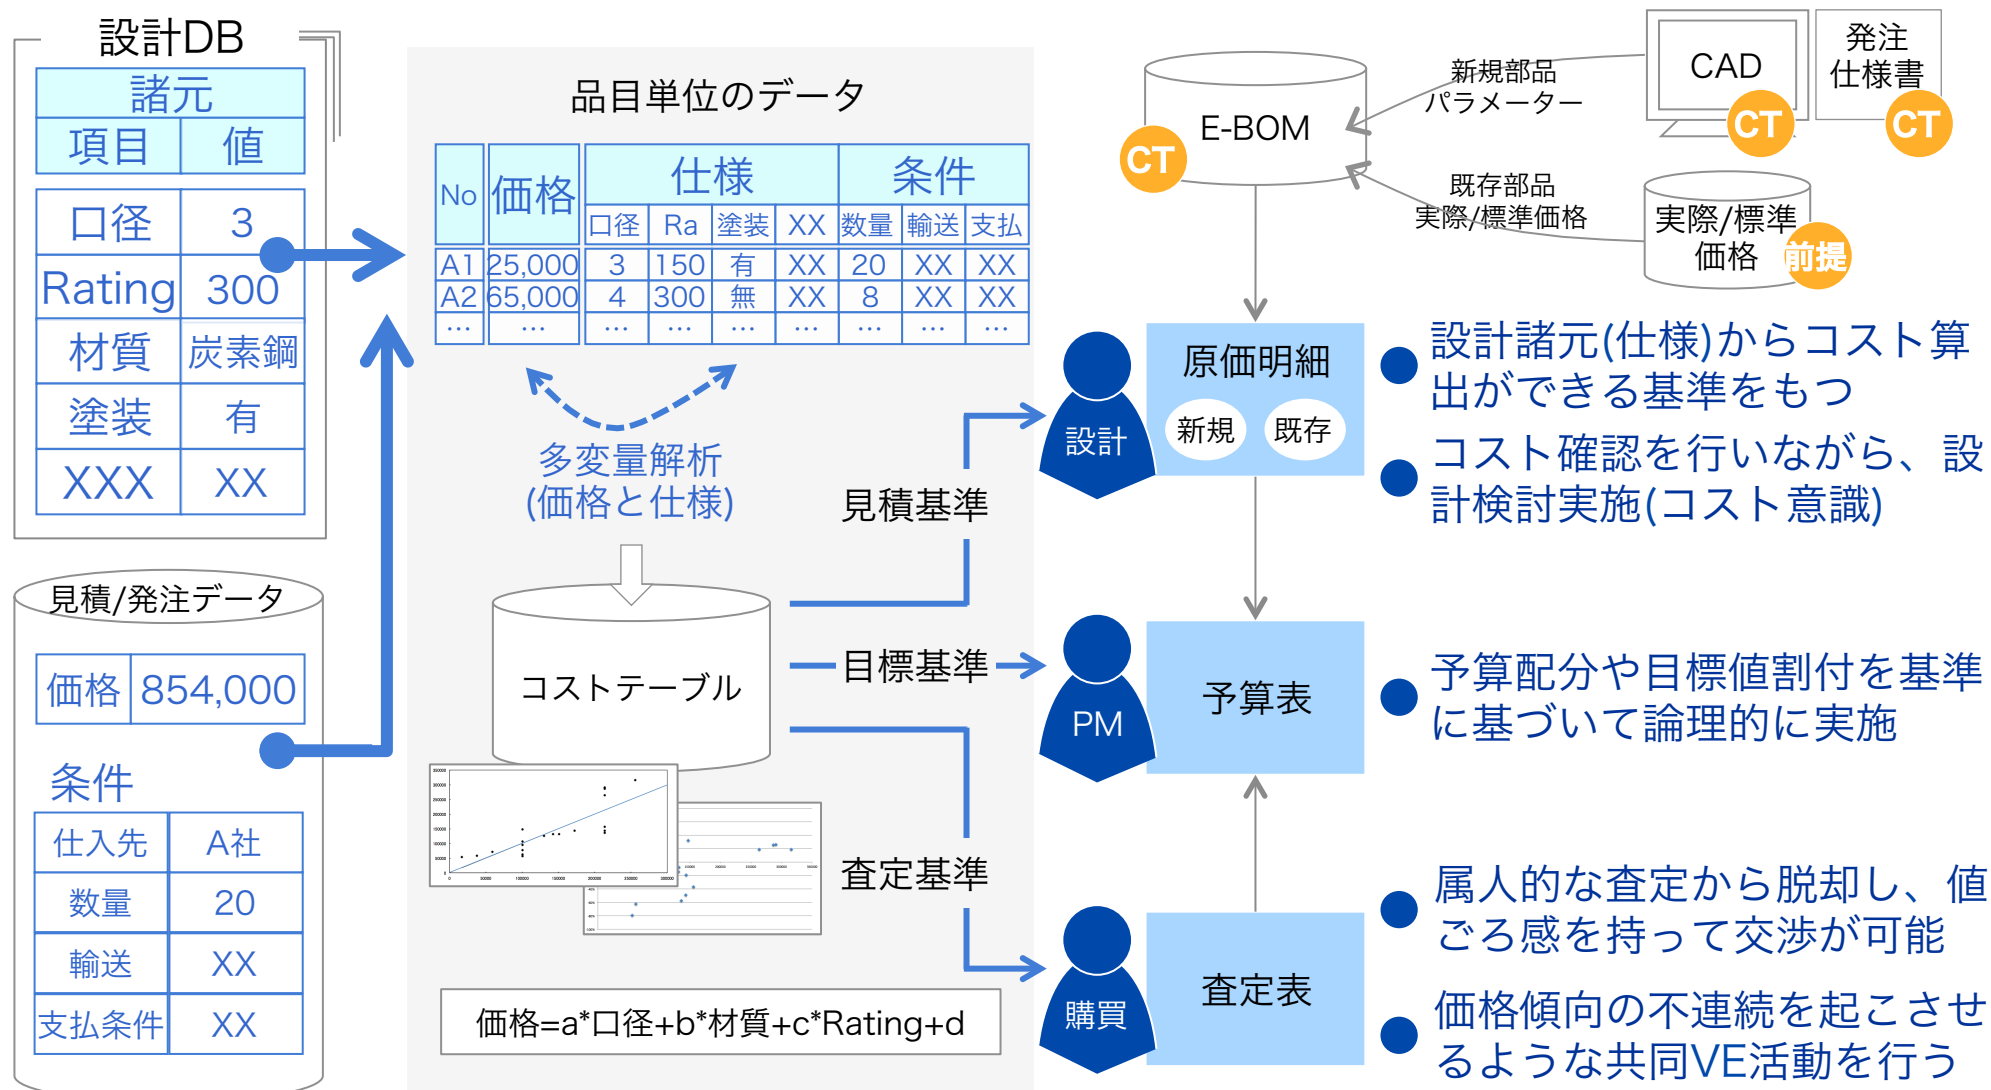 設計DB
諸元
項目 値
口径 3
Rating 300
材質 炭素鋼
塗装 有
XXX XX
見積/発注データ
価格 854,000
条件
仕入先 A社
数量 20
輸送 XX
支払条件 XX
品目単位のデータ
No 価格 仕様 条件
口径 Ra 塗装 XX 数量 輸送 支払
A1 25,000 3 150 有 XX 20 XX XX
A2 65,000 4 300 無 XX 8 XX XX
… … … … … … … … …
多変量解析
(価格と仕様)
コストテーブル
見積基準
目標基準
査定基準
価格=a*口径+b*材質+c*Rating+d
E-BOM
CT
新規部品
パラメーター
CAD
CT
発注
仕様書
CT
既存部品
実際/標準価格
実際/標準
価格
前提
設計
原価明細
新規 既存
設計諸元(仕様)からコスト算
出ができる基準をもつ
コスト確認を行いながら、設
計検討実施(コスト意識)
PM
予算表
予算配分や目標値割付を基準
に基づいて論理的に実施
購買
査定表
属人的な査定から脱却し、値
ごろ感を持って交渉が可能
価格傾向の不連続を起こさせ
るような共同VE活動を行う